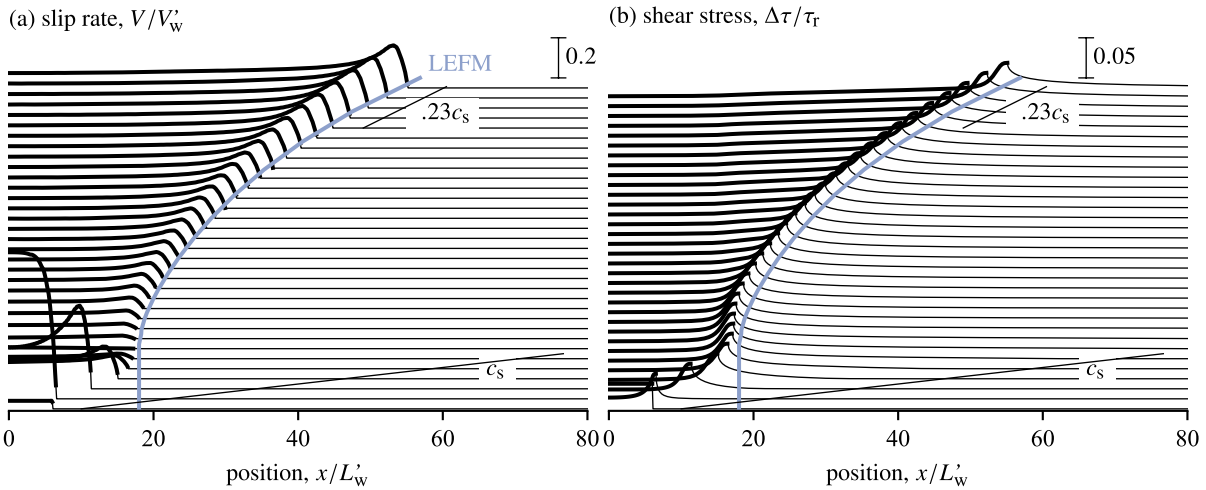 (a) slip rate, V/V'w
LEFM
0.2
.23cs
cs
0 20 40 60 80
position, x/L'w
(b) shear stress, Δτ/τr
0.05
.23cs
cs
0 20 40 60 80
position, x/L'w